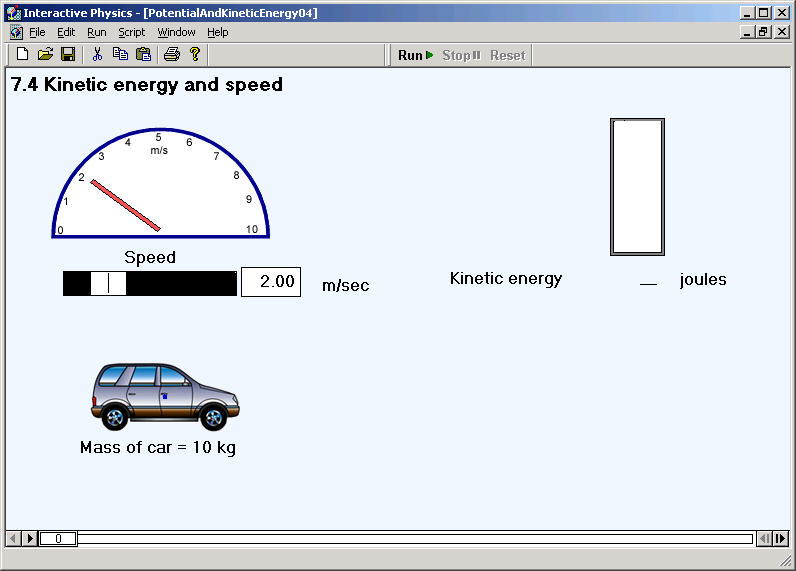 Interactive Physics - [PotentialAndKineticEnergy04]
File Edit Run Script Window Help
Run Stop Reset
7.4 Kinetic energy and speed
0 1 2 3 4 5 6 7 8 9 10
m/s
Speed
2.00 m/sec
Kinetic energy __ joules
Mass of car = 10 kg
0